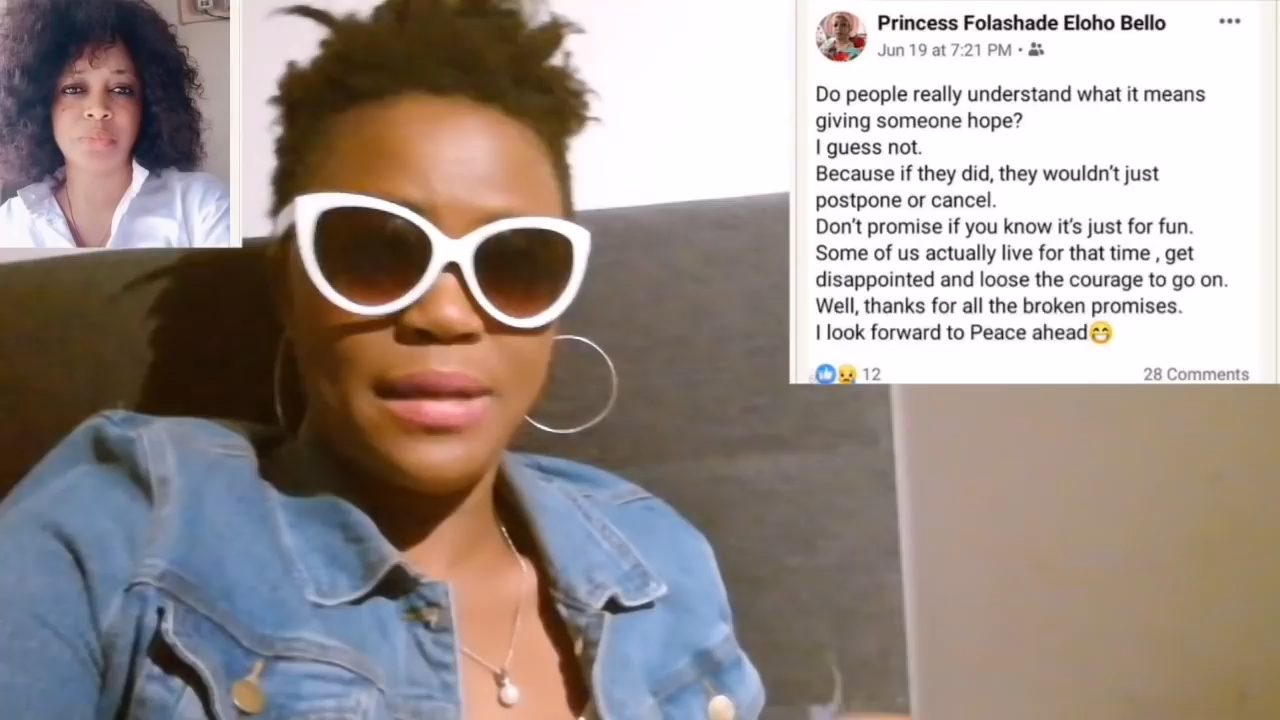 Princess Folashade Eloho Bello
Jun 19 at 7:21 PM •
Do people really understand what it means
giving someone hope?
I guess not.
Because if they did, they wouldn't just
postpone or cancel.
Don't promise if you know it's just for fun.
Some of us actually live for that time , get
disappointed and loose the courage to go on.
Well, thanks for all the broken promises.
I look forward to Peace ahead😁
12
28 Comments